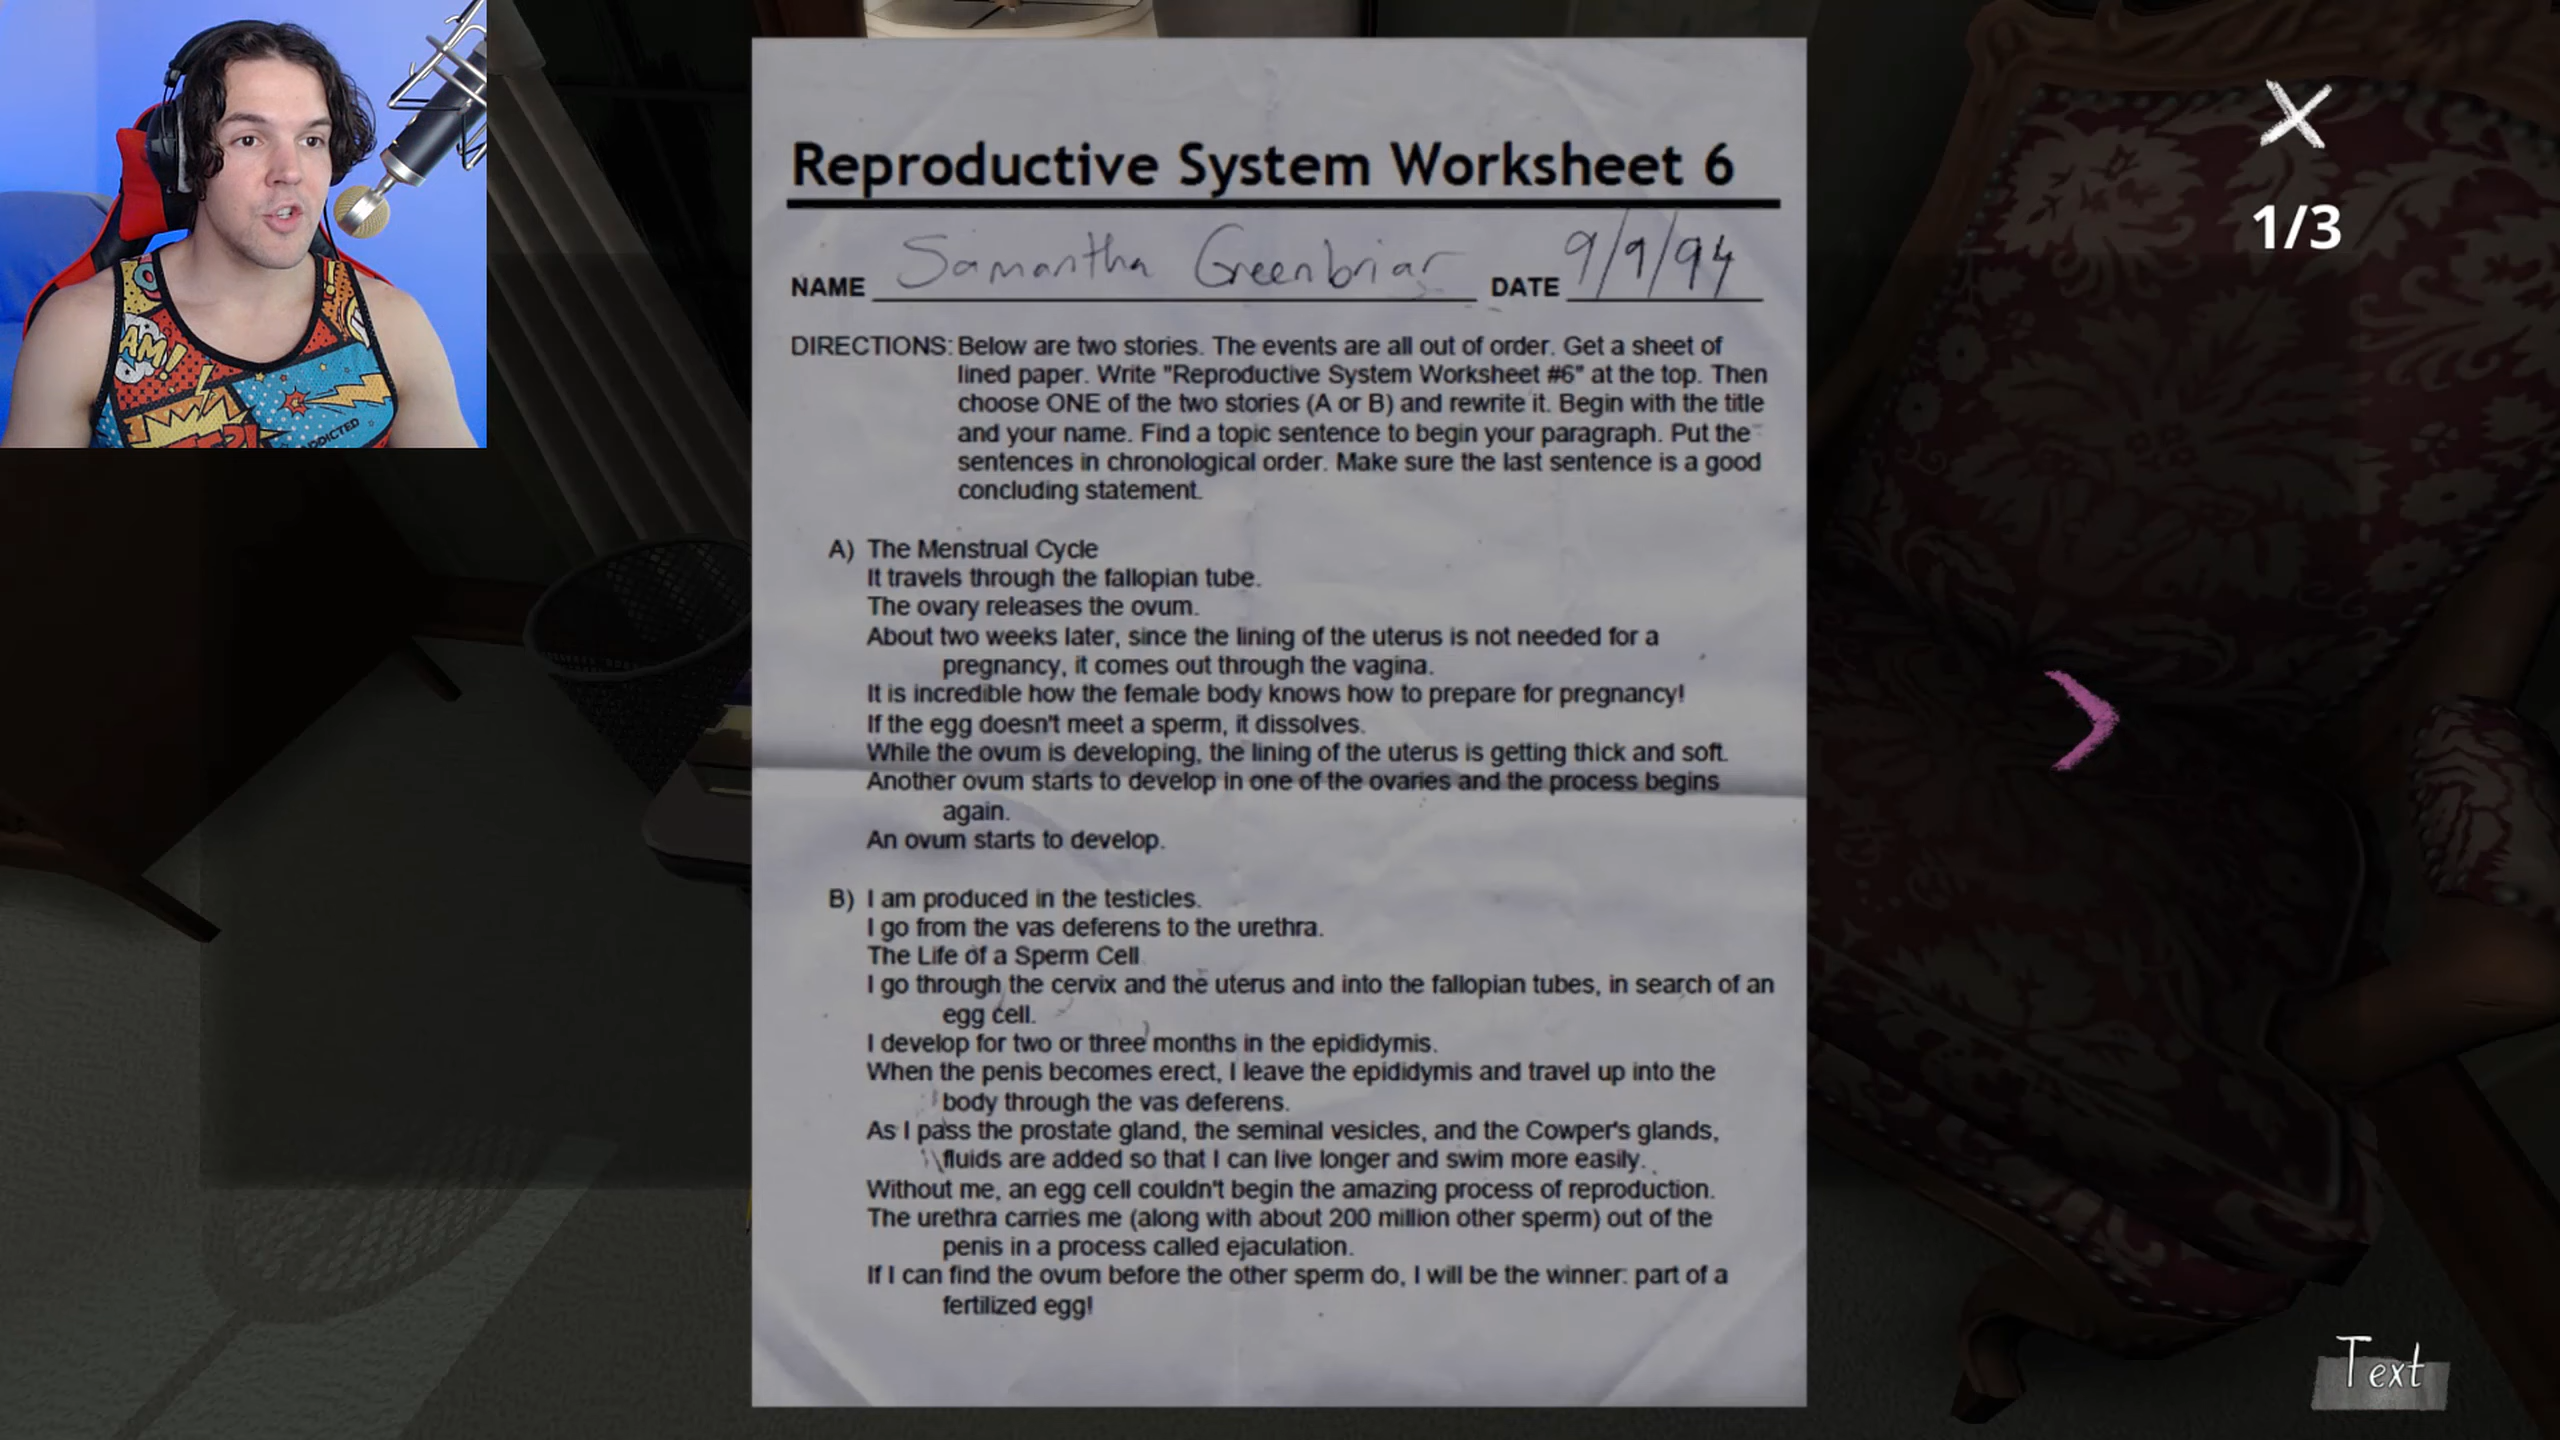 Reproductive System Worksheet 6
NAME Samantha Greenbriar DATE 9/9/94
DIRECTIONS: Below are two stories. The events are all out of order. Get a sheet of
lined paper. Write "Reproductive System Worksheet #6" at the top. Then
choose ONE of the two stories (A or B) and rewrite it. Begin with the title
and your name. Find a topic sentence to begin your paragraph. Put the
sentences in chronological order. Make sure the last sentence is a good
concluding statement.
A) The Menstrual Cycle
It travels through the fallopian tube.
The ovary releases the ovum.
About two weeks later, since the lining of the uterus is not needed for a
pregnancy, it comes out through the vagina.
It is incredible how the female body knows how to prepare for pregnancy!
If the egg doesn't meet a sperm, it dissolves.
While the ovum is developing, the lining of the uterus is getting thick and soft.
Another ovum starts to develop in one of the ovaries and the process begins
again.
An ovum starts to develop.
B) I am produced in the testicles.
I go from the vas deferens to the urethra.
The Life of a Sperm Cell
I go through the cervix and the uterus and into the fallopian tubes, in search of an
egg cell.
I develop for two or three months in the epididymis.
When the penis becomes erect, I leave the epididymis and travel up into the
body through the vas deferens.
As I pass the prostate gland, the seminal vesicles, and the Cowper's glands,
fluids are added so that I can live longer and swim more easily.
Without me, an egg cell couldn't begin the amazing process of reproduction.
The urethra carries me (along with about 200 million other sperm) out of the
penis in a process called ejaculation.
If I can find the ovum before the other sperm do, I will be the winner: part of a
fertilized egg!
X
1/3
Text
AM!
ADDICTED